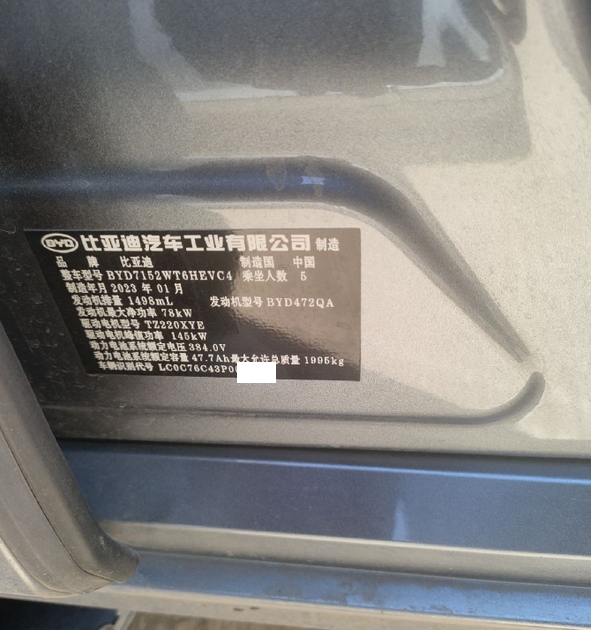 BYD 比亚迪汽车工业有限公司 制造
品 牌 比亚迪 制造国 中国
整车型号 BYD7152WT6HEVC4 乘坐人数 5
制造年月 2023 年 01 月
发动机排量 1498mL 发动机型号 BYD472QA
发动机最大净功率 78kW
驱动电机型号 TZ220XYE
驱动电机峰值功率 145kW
动力电池系统额定电压 384.0V
动力电池系统额定容量 47.7Ah 最大允许总质量 1995kg
车辆识别代号 LC0C76C43P0